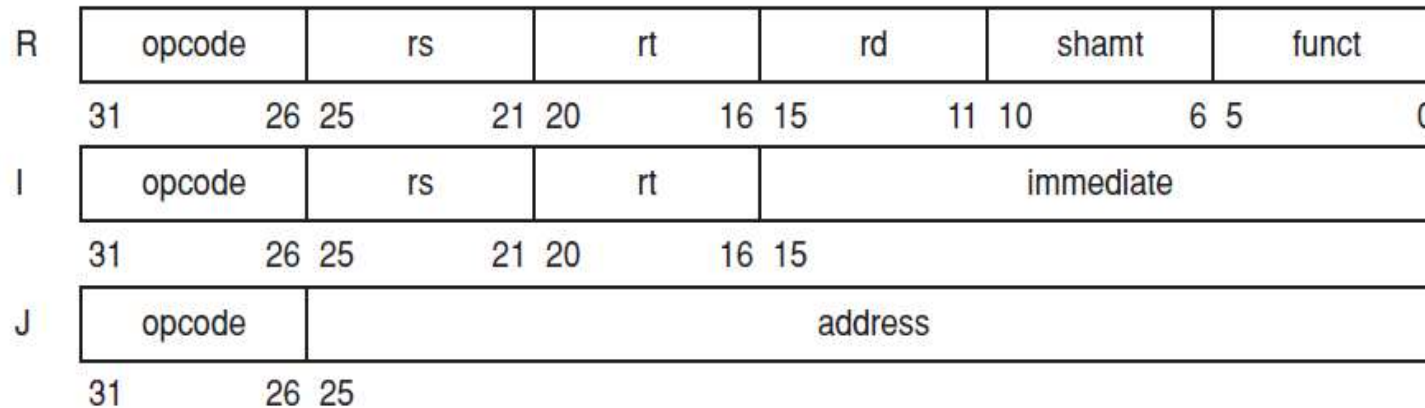 R opcode rs rt rd shamt funct
31 26 25 21 20 16 15 11 10 6 5 0
I opcode rs rt immediate
31 26 25 21 20 16 15
J opcode address
31 26 25